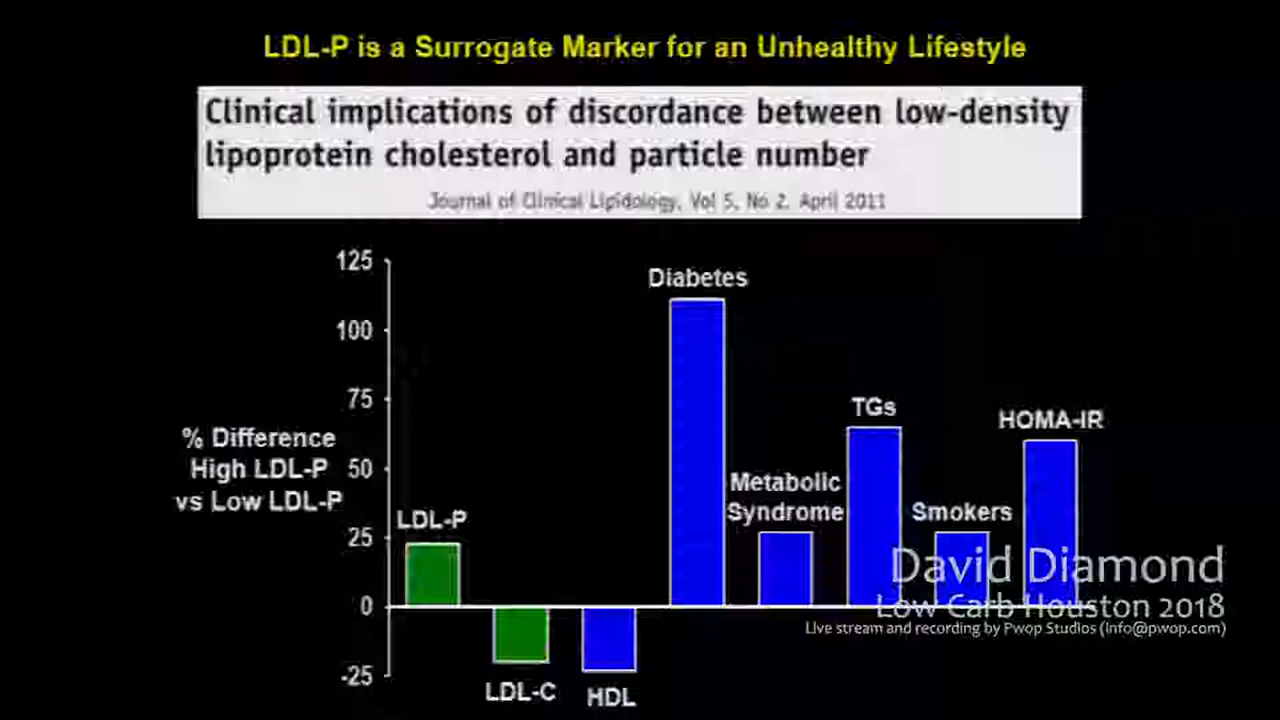 LDL-P is a Surrogate Marker for an Unhealthy Lifestyle
Clinical implications of discordance between low-density
lipoprotein cholesterol and particle number
Journal of Clinical Lipidology, Vol 5, No 2, April 2011
125
100
75
50
25
0
-25
% Difference
High LDL-P
vs Low LDL-P
LDL-P
LDL-C
HDL
Diabetes
Metabolic
Syndrome
TGs
Smokers
HOMA-IR
David Diamond
Low Carb Houston 2018
Live stream and recording by Pwop Studios (info@pwop.com)